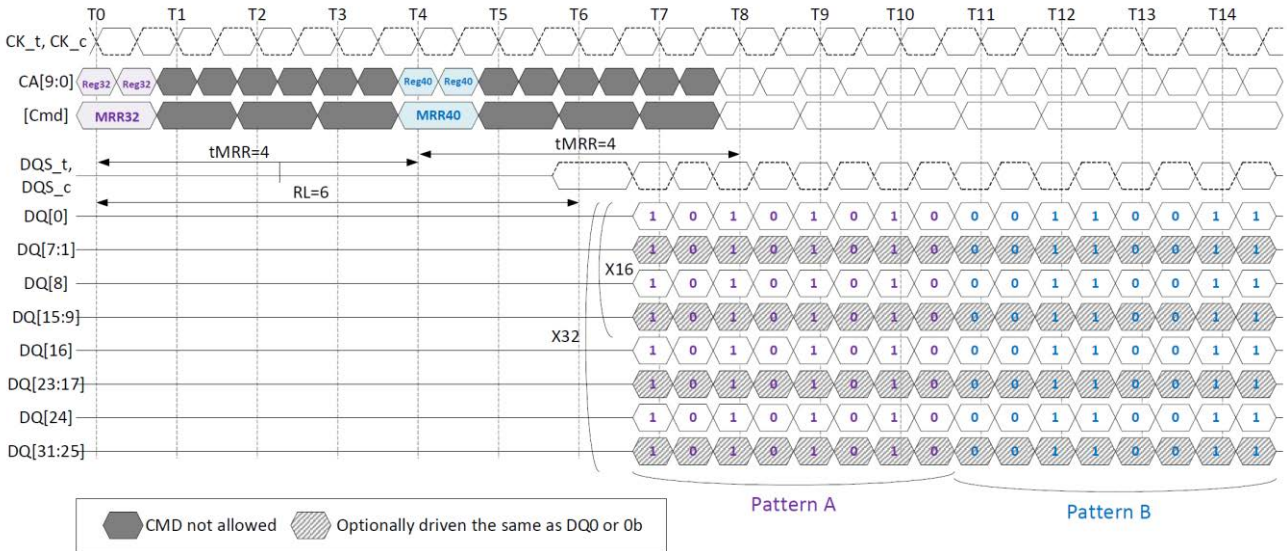 T0 T1 T2 T3 T4 T5 T6 T7 T8 T9 T10 T11 T12 T13 T14
CK_t, CK_c
CA[9:0] Reg32 Reg32 Reg40 Reg40
[Cmd] MRR32 MRR40
tMRR=4 tMRR=4
DQS_t,
DQS_c
RL=6
DQ[0] 1 0 1 0 1 0 1 0 0 0 1 1 0 0 1 1
DQ[7:1] 1 0 1 0 1 0 1 0 0 0 1 1 0 0 1 1
X16
DQ[8] 1 0 1 0 1 0 1 0 0 0 1 1 0 0 1 1
DQ[15:9] 1 0 1 0 1 0 1 0 0 0 1 1 0 0 1 1
X32
DQ[16] 1 0 1 0 1 0 1 0 0 0 1 1 0 0 1 1
DQ[23:17] 1 0 1 0 1 0 1 0 0 0 1 1 0 0 1 1
DQ[24] 1 0 1 0 1 0 1 0 0 0 1 1 0 0 1 1
DQ[31:25] 1 0 1 0 1 0 1 0 0 0 1 1 0 0 1 1
Pattern A Pattern B
CMD not allowed Optionally driven the same as DQ0 or 0b